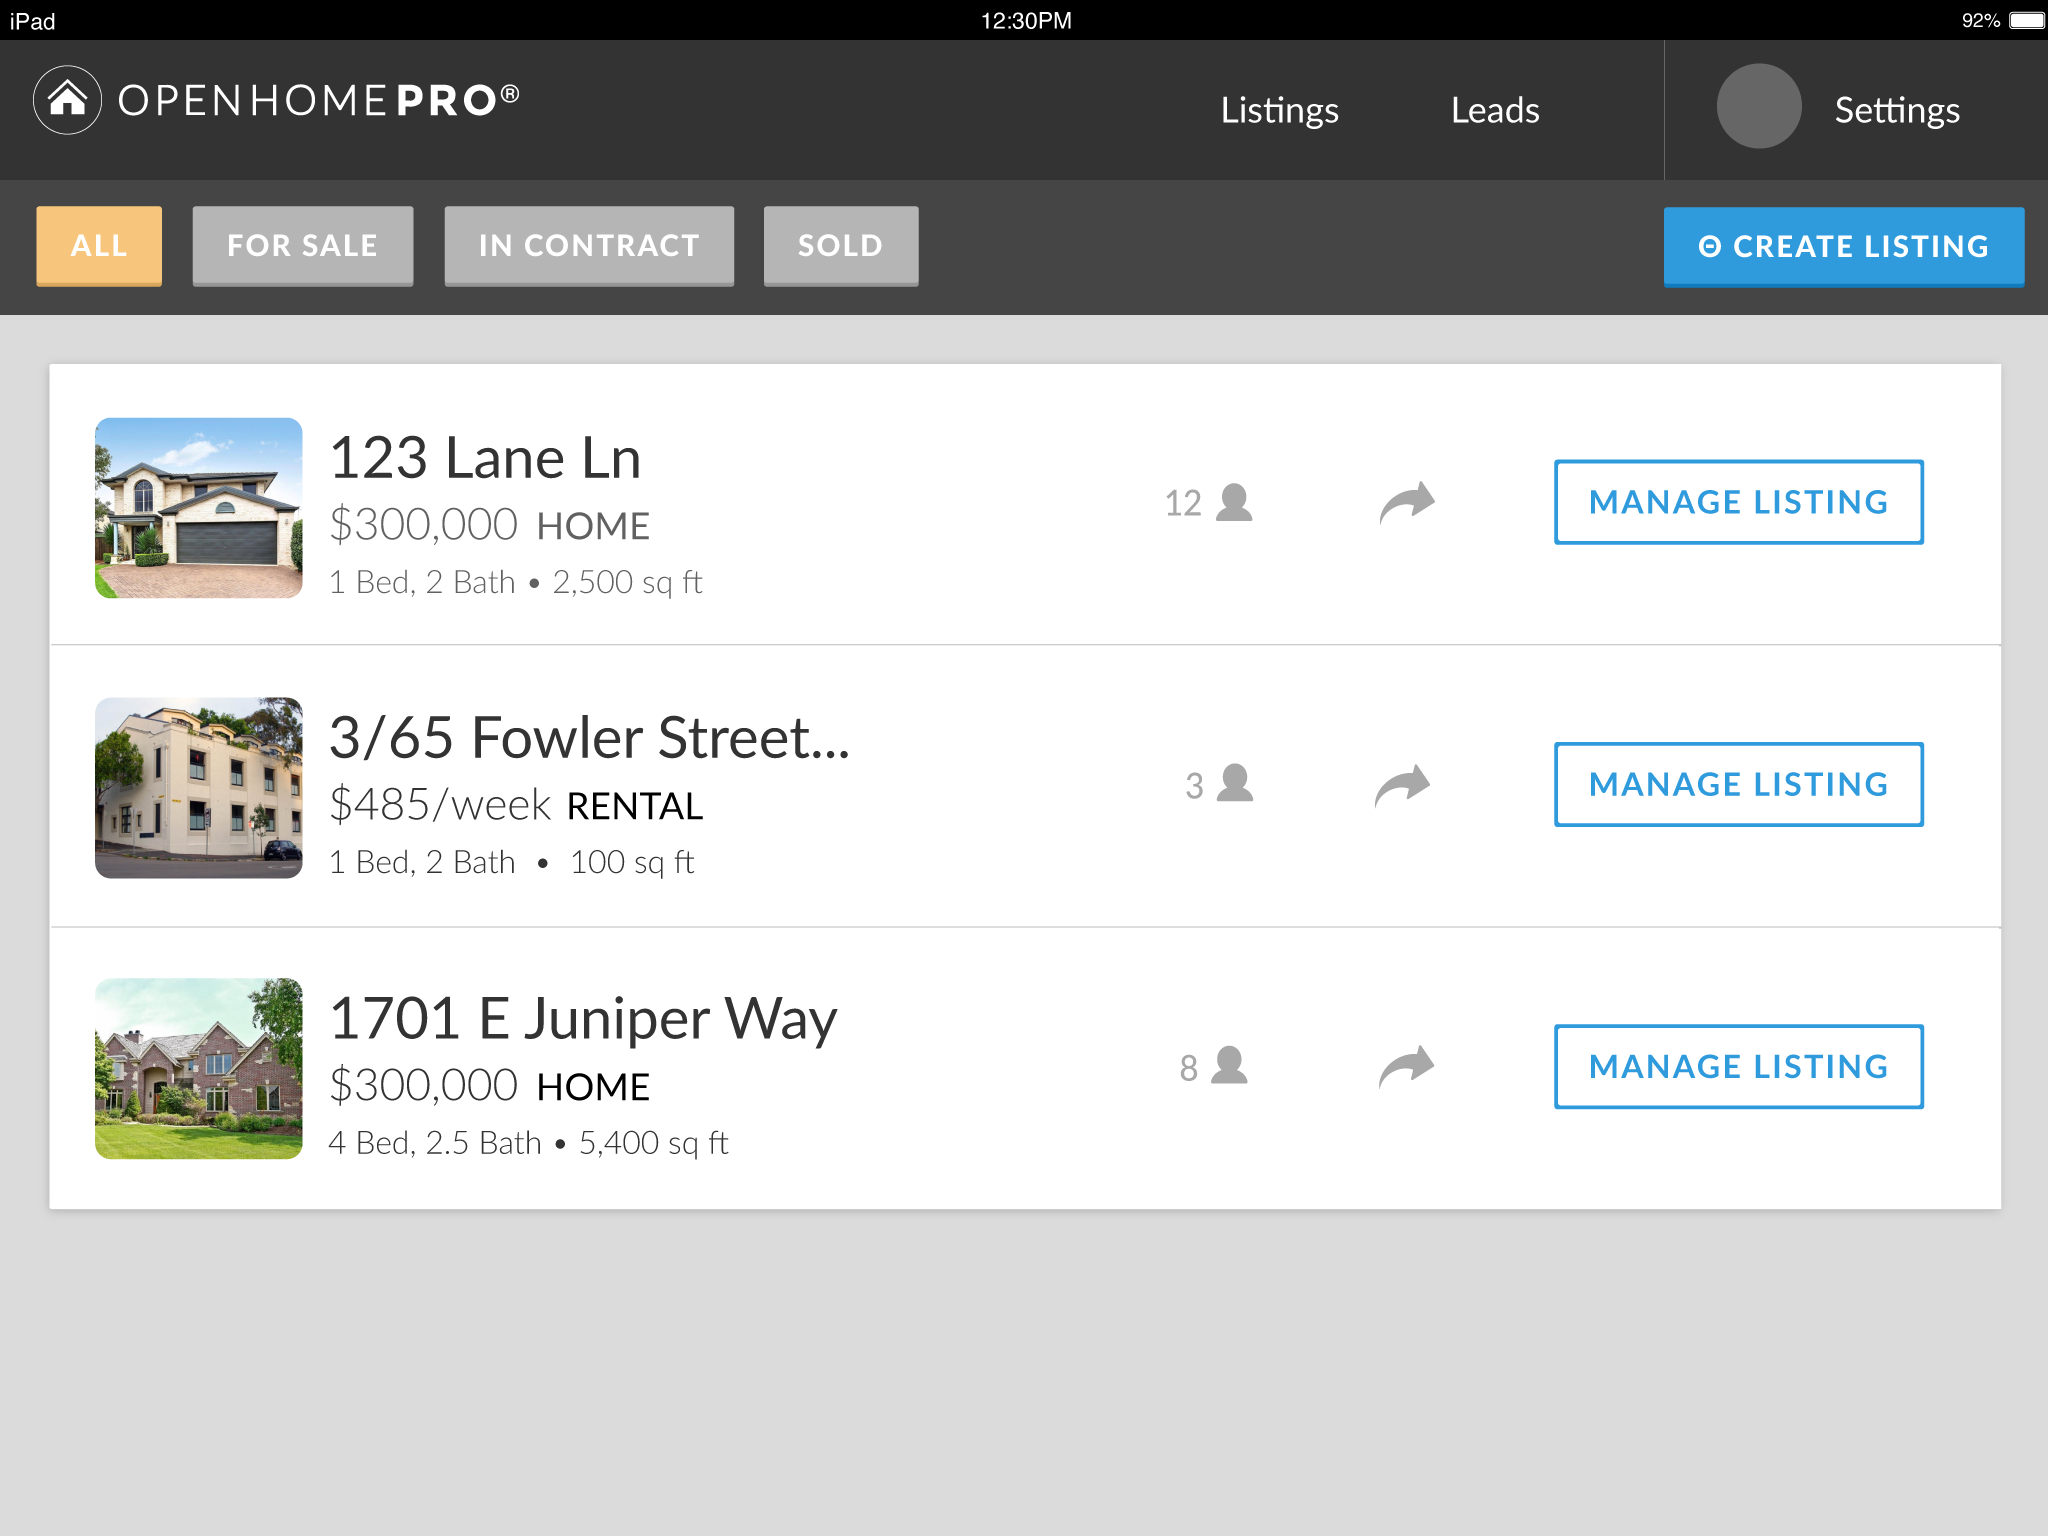 iPad
12:30PM
92%
OPENHOMEPRO®
Listings
Leads
Settings
ALL
FOR SALE
IN CONTRACT
SOLD
CREATE LISTING
123 Lane Ln
$300,000 HOME
1 Bed, 2 Bath • 2,500 sq ft
12
MANAGE LISTING
3/65 Fowler Street...
$485/week RENTAL
1 Bed, 2 Bath • 100 sq ft
3
MANAGE LISTING
1701 E Juniper Way
$300,000 HOME
4 Bed, 2.5 Bath • 5,400 sq ft
8
MANAGE LISTING